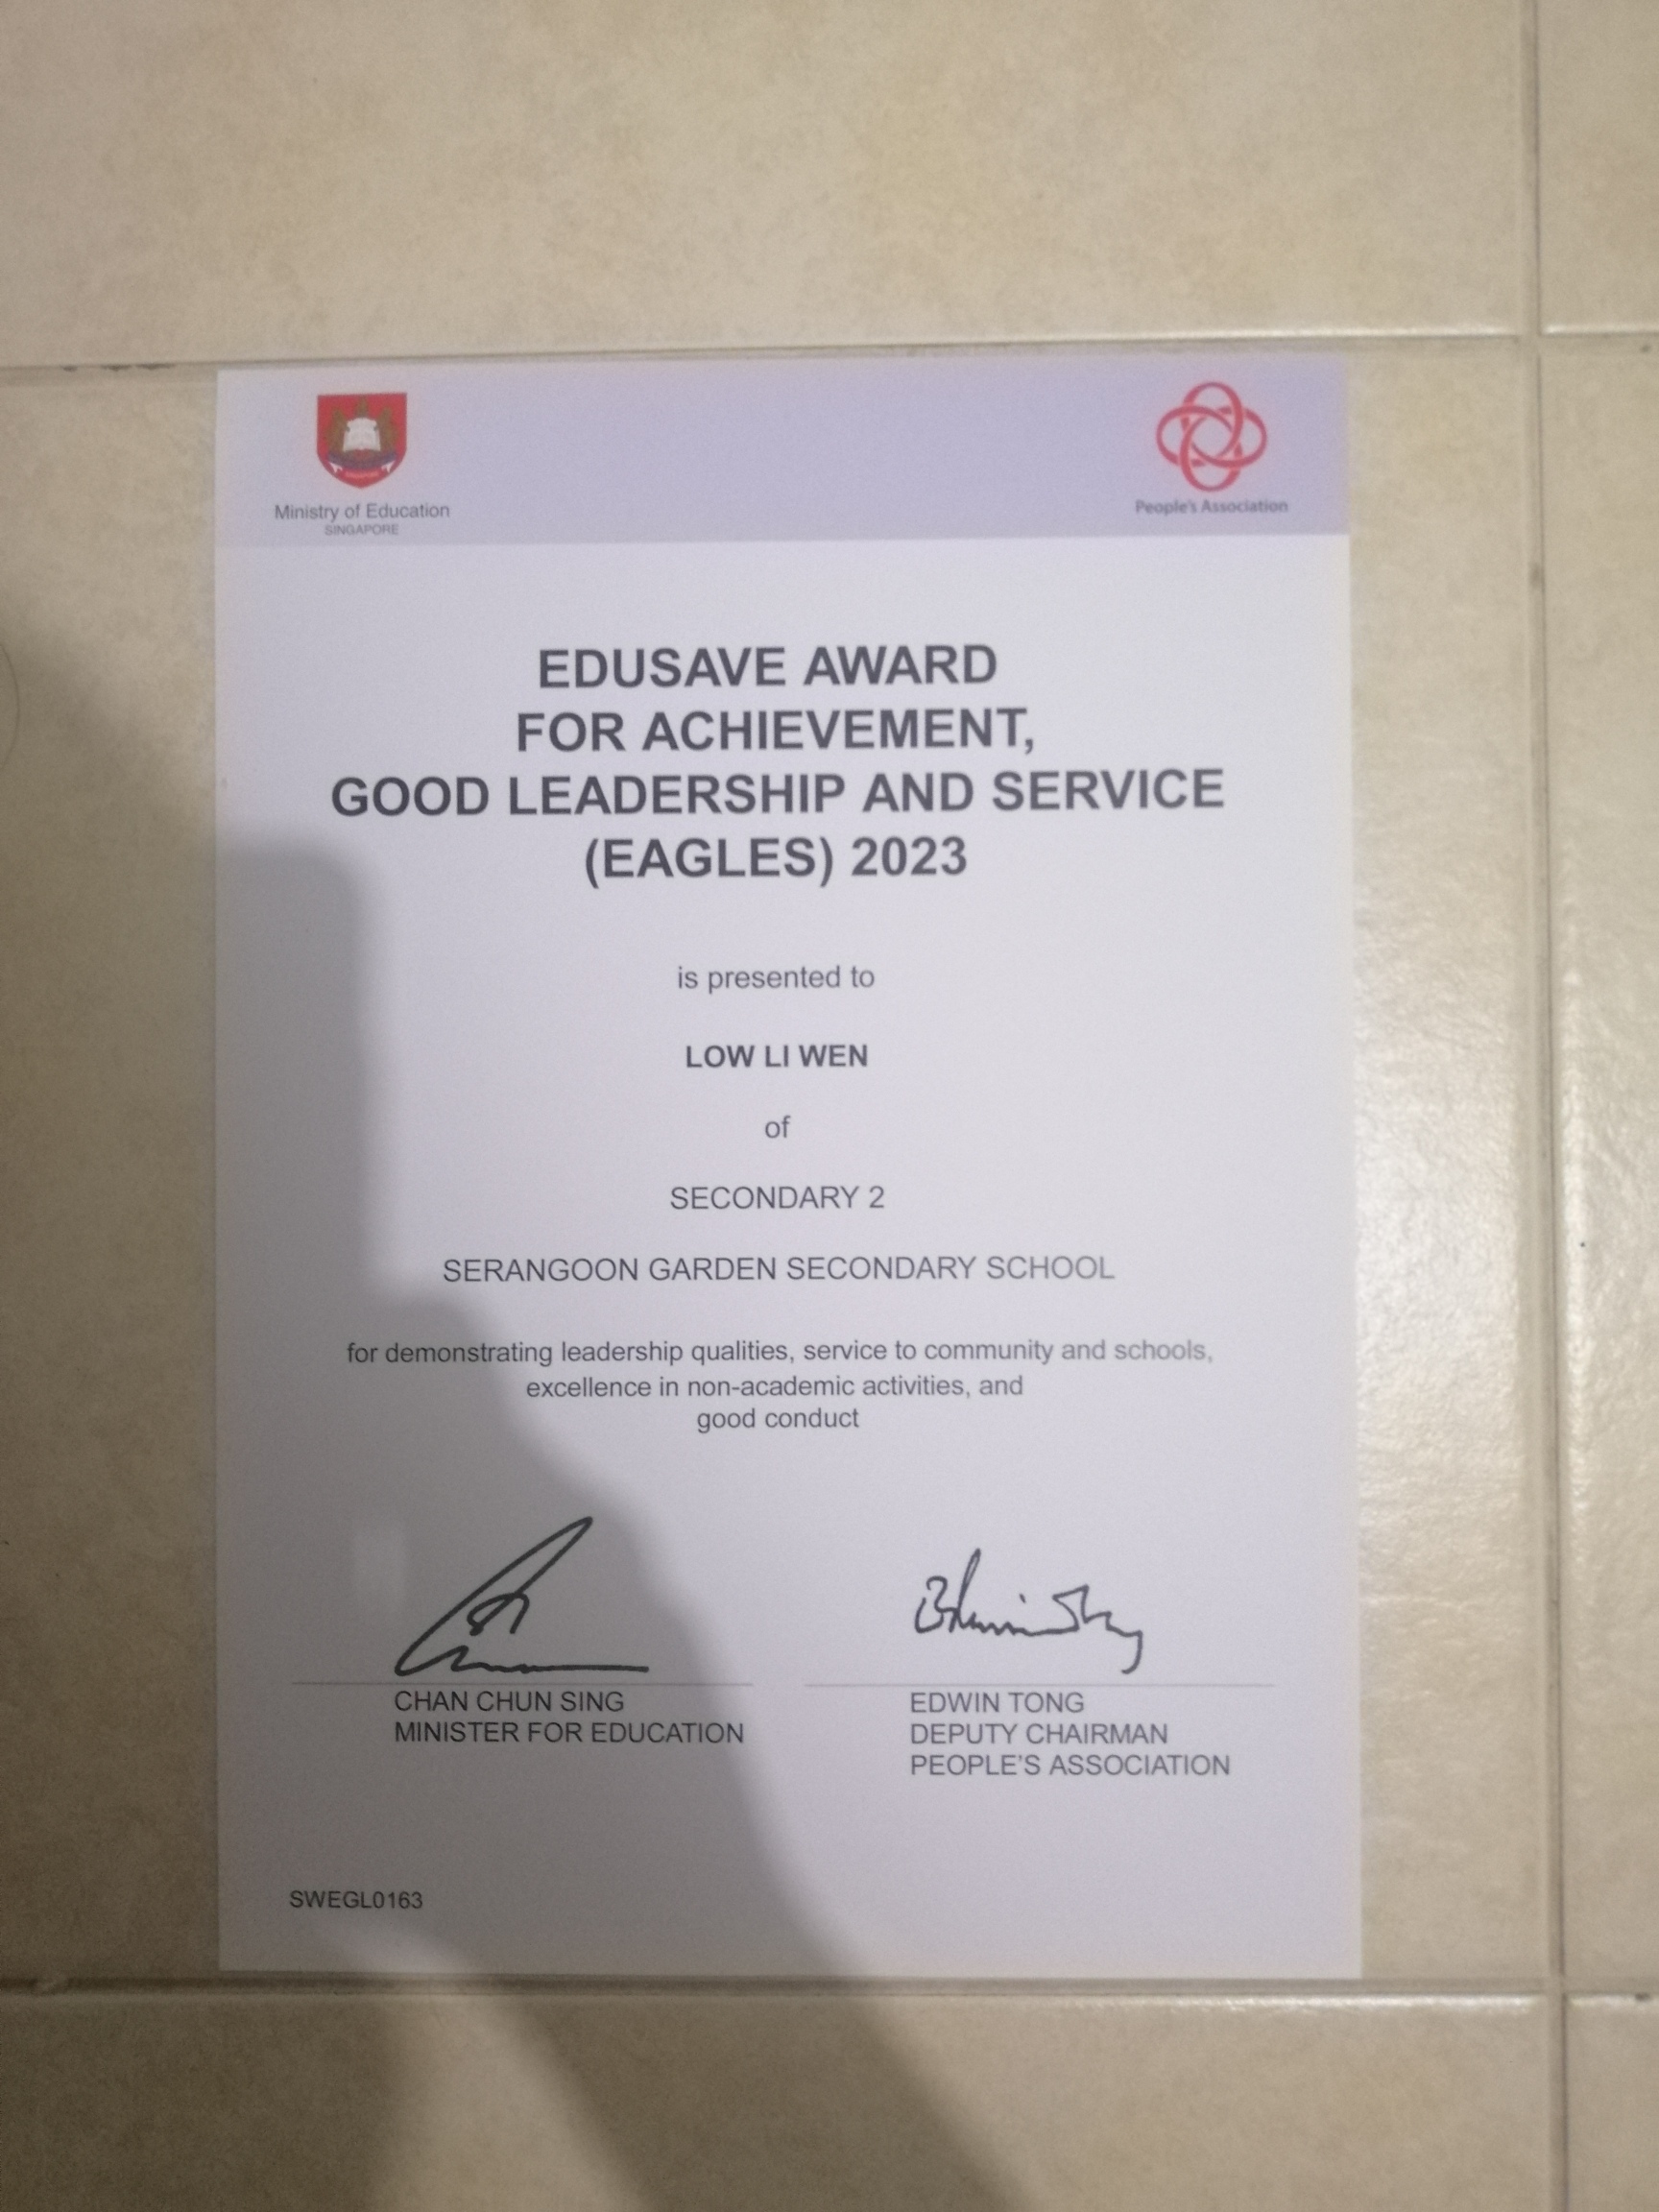 Ministry of Education
SINGAPORE
People's Association
EDUSAVE AWARD
FOR ACHIEVEMENT,
GOOD LEADERSHIP AND SERVICE
(EAGLES) 2023
is presented to
LOW LI WEN
of
SECONDARY 2
SERANGOON GARDEN SECONDARY SCHOOL
for demonstrating leadership qualities, service to community and schools,
excellence in non-academic activities, and
good conduct
CHAN CHUN SING
MINISTER FOR EDUCATION
EDWIN TONG
DEPUTY CHAIRMAN
PEOPLE'S ASSOCIATION
SWEGL0163